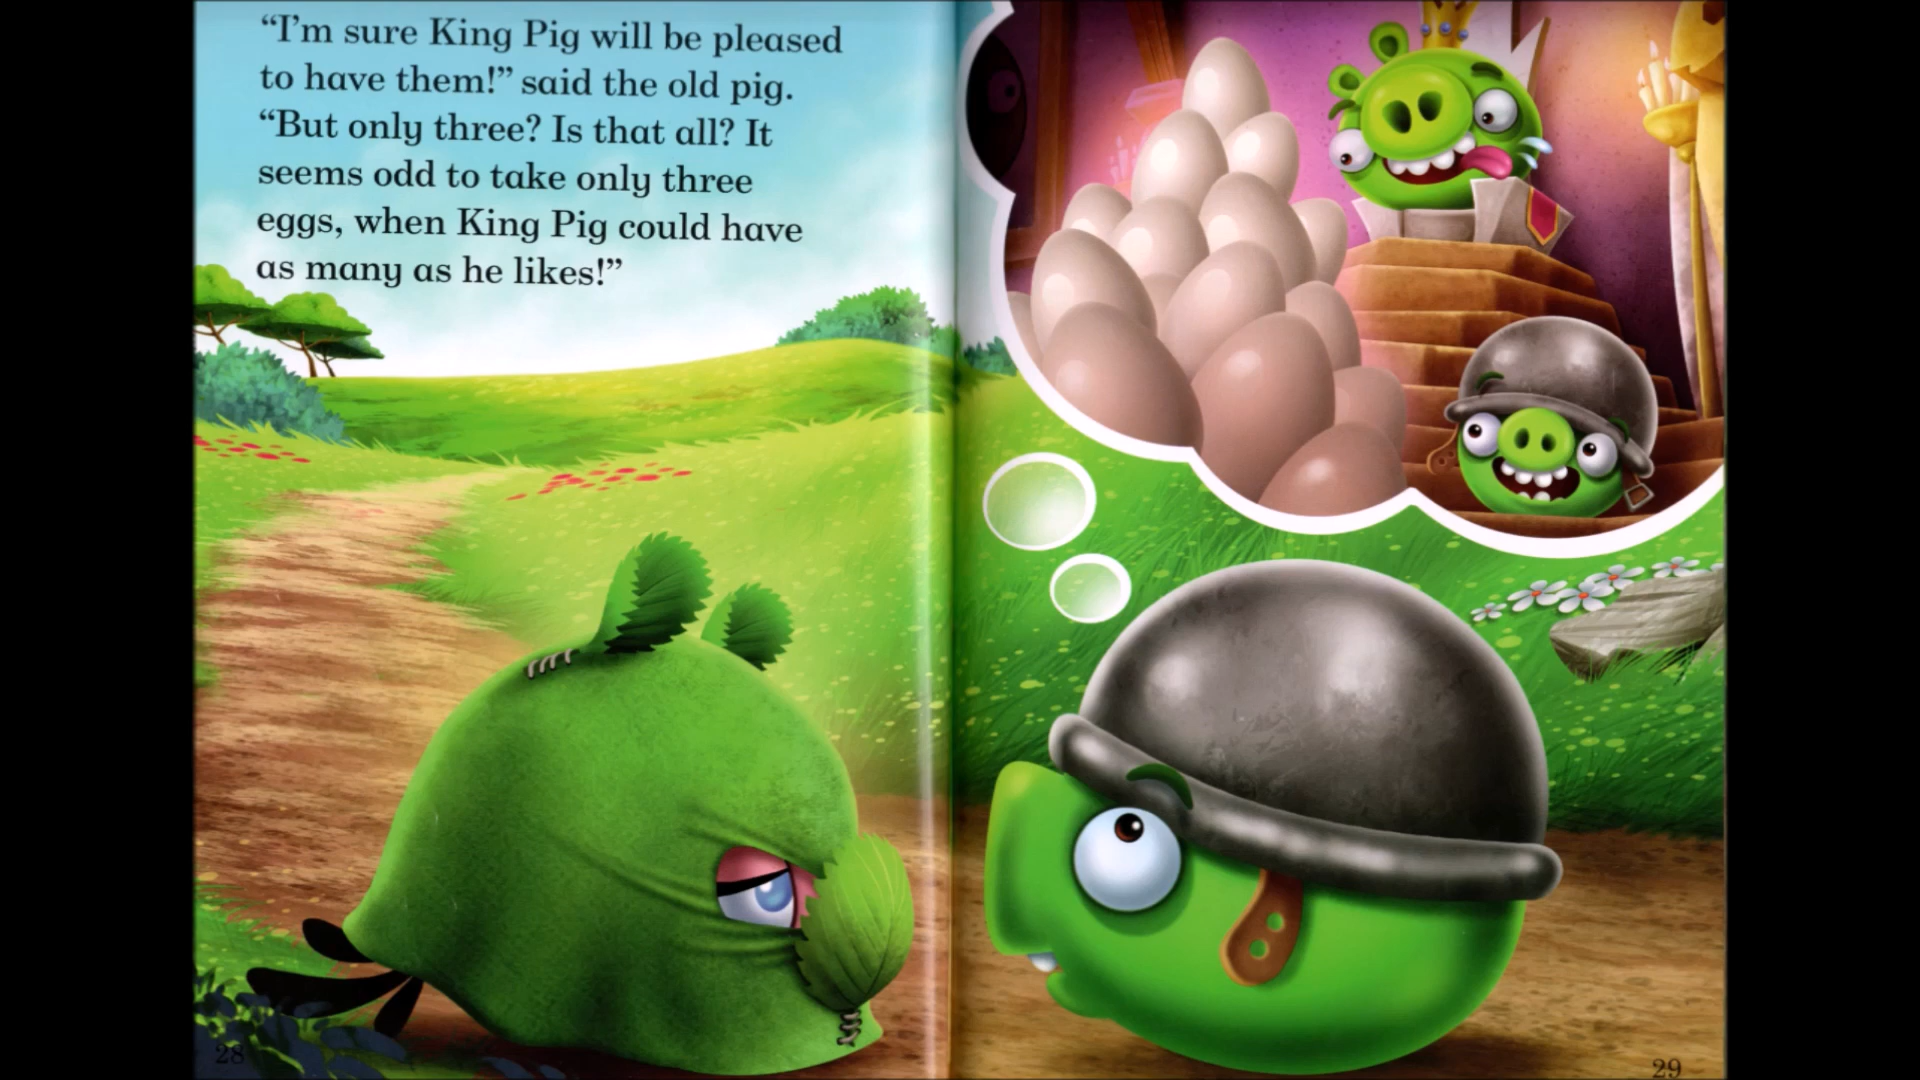 “I’m sure King Pig will be pleased
to have them!” said the old pig.
“But only three? Is that all? It
seems odd to take only three
eggs, when King Pig could have
as many as he likes!”
28
29